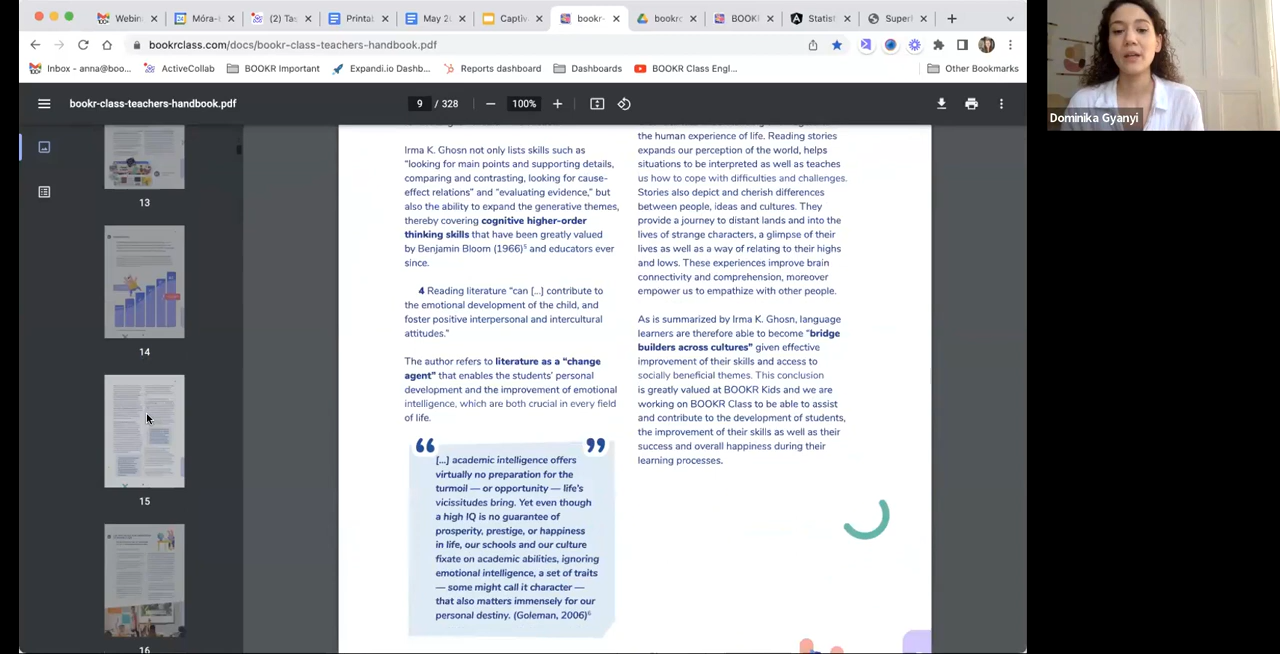 Webin
Móra-
(2) Tas
Printa
May 2
Captiv
bookr-
bookr
BOOK
Statis
Super
bookrclass.com/docs/bookr-class-teachers-handbook.pdf
Inbox - anna@boo...
ActiveCollab
BOOKR Important
Expandi.io Dashb...
Reports dashboard
Dashboards
BOOKR Class Engl...
Other Bookmarks
bookr-class-teachers-handbook.pdf
9 / 328
100%
13
14
15
16
Irma K. Ghosn not only lists skills such as
"looking for main points and supporting details,
comparing and contrasting, looking for cause-
effect relations" and "evaluating evidence," but
also the ability to expand the generative themes,
thereby covering cognitive higher-order
thinking skills that have been greatly valued
by Benjamin Bloom (1966)⁵ and educators ever
since.
4 Reading literature "can [...] contribute to
the emotional development of the child, and
foster positive interpersonal and intercultural
attitudes."
The author refers to literature as a "change
agent" that enables the students' personal
development and the improvement of emotional
intelligence, which are both crucial in every field
of life.
[...] academic intelligence offers
virtually no preparation for the
turmoil — or opportunity — life's
vicissitudes bring. Yet even though
a high IQ is no guarantee of
prosperity, prestige, or happiness
in life, our schools and our culture
fixate on academic abilities, ignoring
emotional intelligence, a set of traits
— some might call it character —
that also matters immensely for our
personal destiny. (Goleman, 2006)⁶
the human experience of life. Reading stories
expands our perception of the world, helps
situations to be interpreted as well as teaches
us how to cope with difficulties and challenges.
Stories also depict and cherish differences
between people, ideas and cultures. They
provide a journey to distant lands and into the
lives of strange characters, a glimpse of their
lives as well as a way of relating to their highs
and lows. These experiences improve brain
connectivity and comprehension, moreover
empower us to empathize with other people.
As is summarized by Irma K. Ghosn, language
learners are therefore able to become "bridge
builders across cultures" given effective
improvement of their skills and access to
socially beneficial themes. This conclusion
is greatly valued at BOOKR Kids and we are
working on BOOKR Class to be able to assist
and contribute to the development of students,
the improvement of their skills as well as their
success and overall happiness during their
learning processes.
Dominika Gyanyi